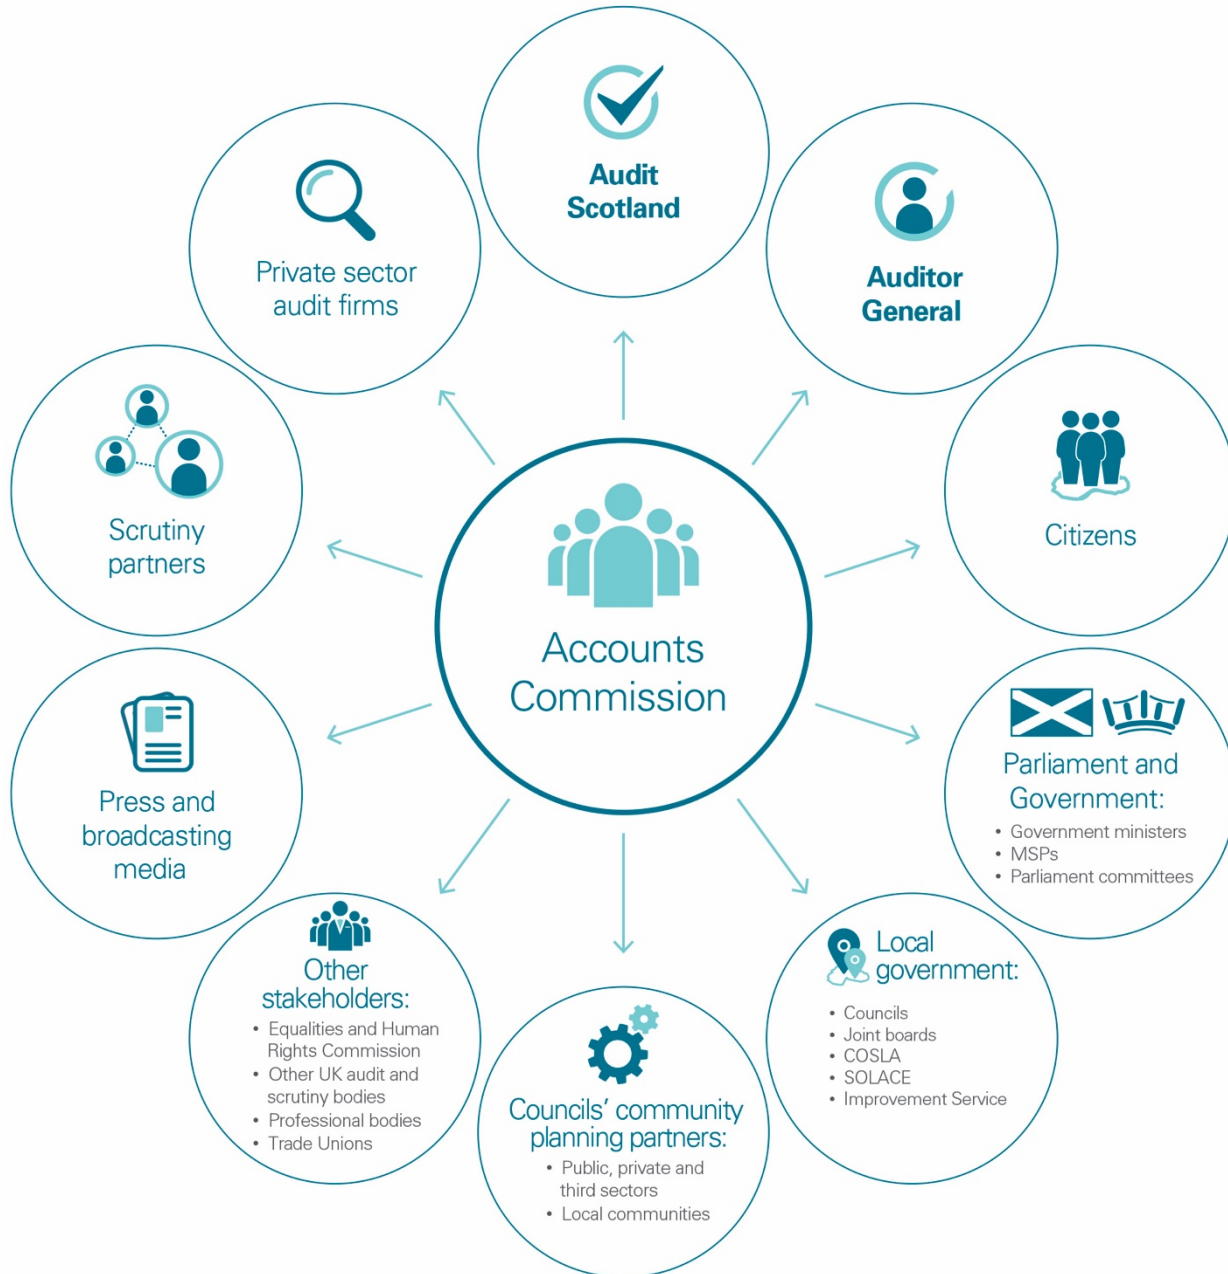 Audit
Scotland
Auditor
General
Citizens
Parliament and
Government:
• Government ministers
• MSPs
• Parliament committees
Local
government:
• Councils
• Joint boards
• COSLA
• SOLACE
• Improvement Service
Councils’ community
planning partners:
• Public, private and
third sectors
• Local communities
Other
stakeholders:
• Equalities and Human
Rights Commission
• Other UK audit and
scrutiny bodies
• Professional bodies
• Trade Unions
Press and
broadcasting
media
Scrutiny
partners
Private sector
audit firms
Accounts
Commission